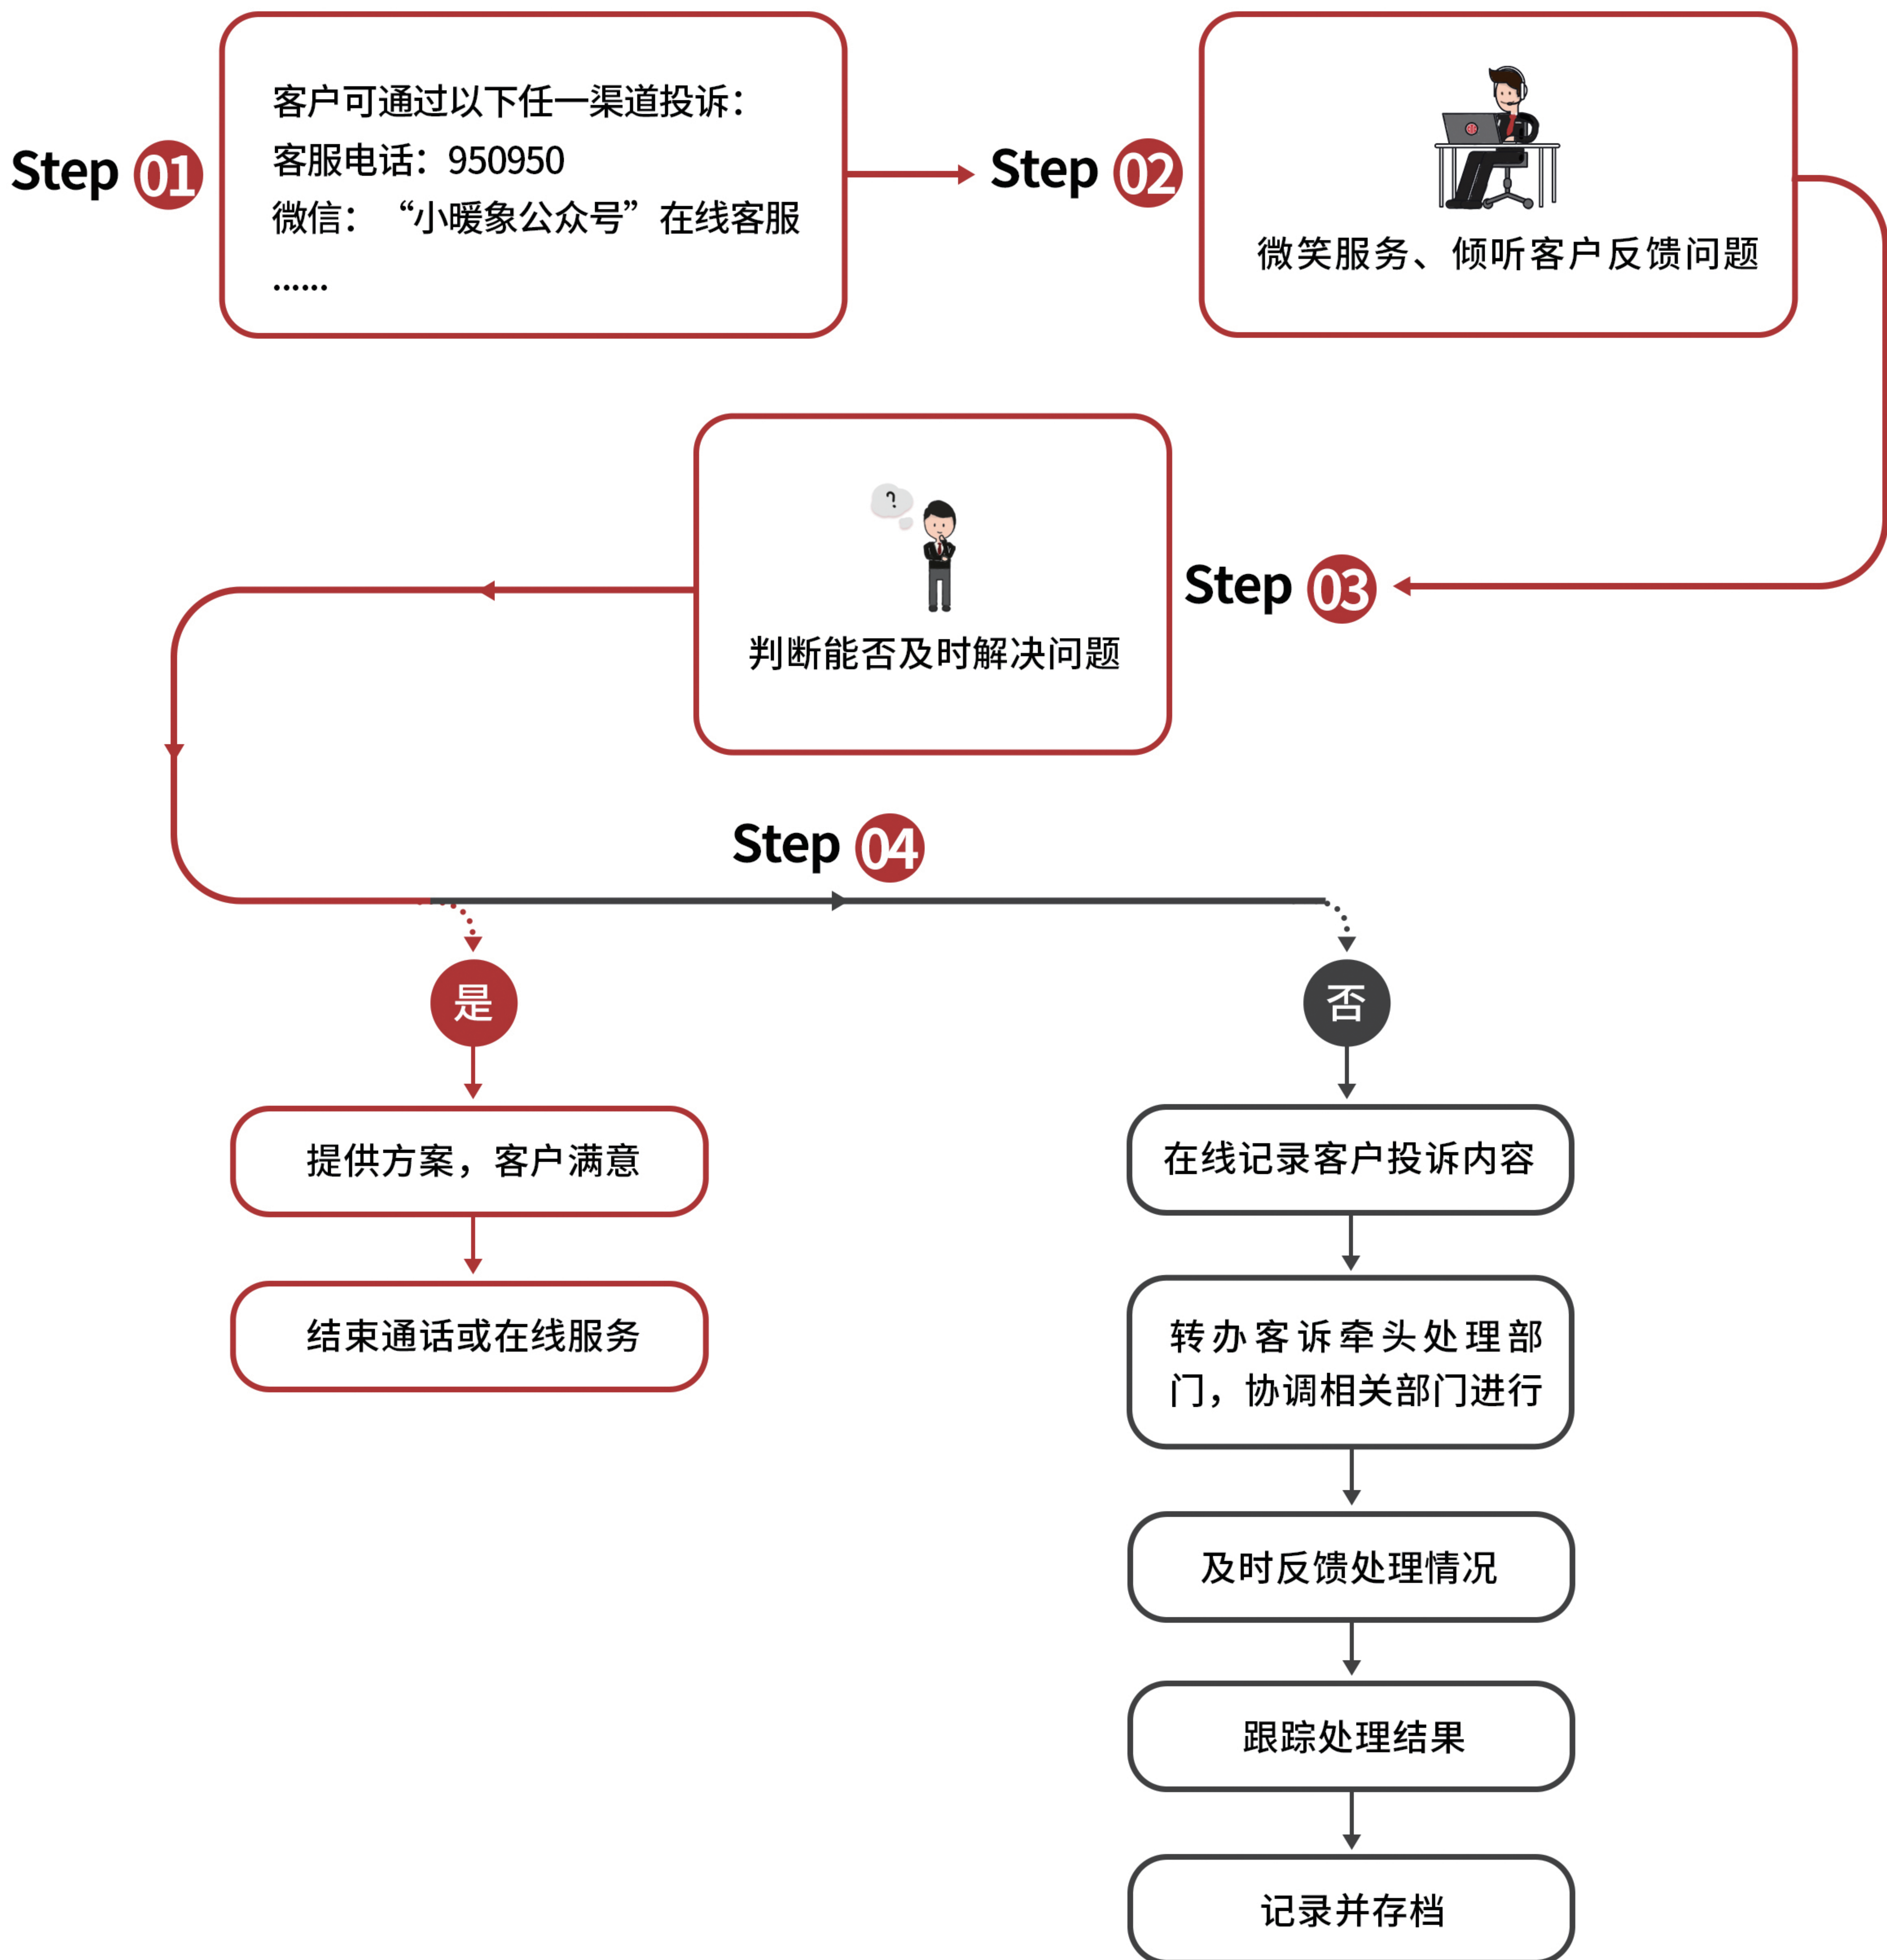 Step 01
客户可通过以下任一渠道投诉：
客服电话：950950
微信：“小暖象公众号”在线客服
······
Step 02
微笑服务、倾听客户反馈问题
Step 03
?
判断能否及时解决问题
Step 04
是
提供方案，客户满意
结束通话或在线服务
否
在线记录客户投诉内容
转办客诉牵头处理部
门，协调相关部门进行
及时反馈处理情况
跟踪处理结果
记录并存档